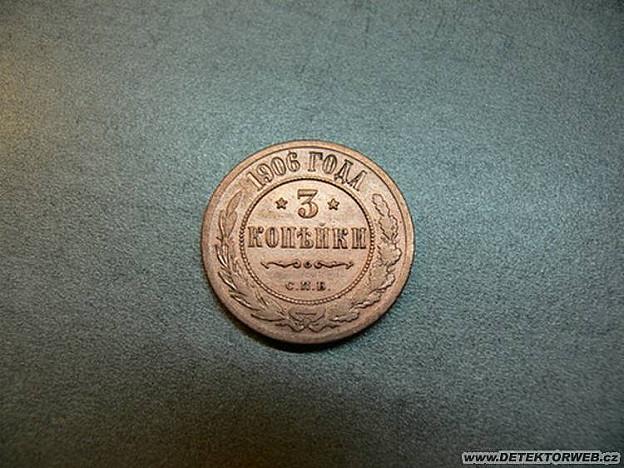 1906 ГОДА
* 3 *
КОПѢЙКИ
С.П.Б.
www.DETEKTORWEB.cz